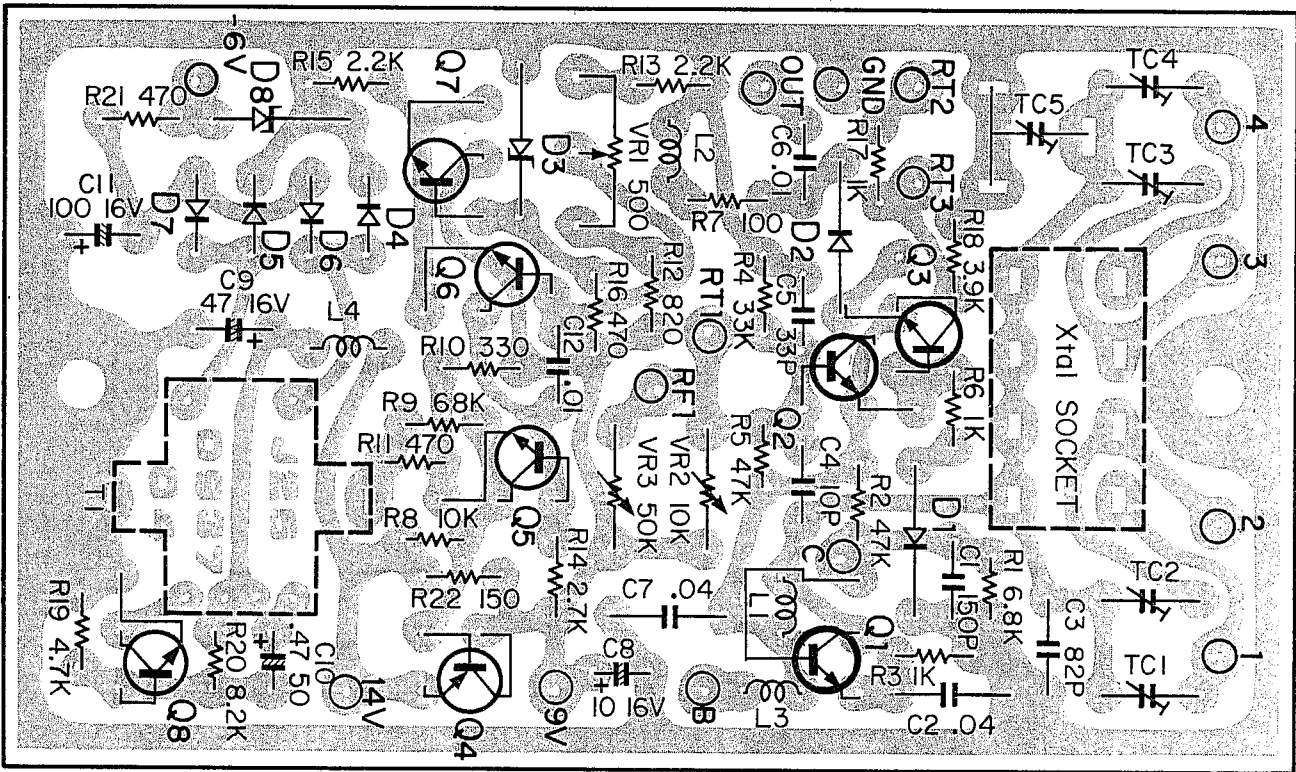 -6V
D8
R15 2.2K
Q7
R13 2.2K
OUT
GND
RT2
TC4
R21 470
TC5
4
D3
VR1 500
L2
C6 .01
R17 1K
TC3
C11
100 16V
+
D7
D5
D6
D4
R7 100
D2
RT3
R18 3.9K
Q3
3
Q6
C9
47 16V
+
L4
R16 470
R12 820
RT1
R4 33K
C5 33P
R10 330
C12 .01
RF1
R9 68K
R11 470
R6 1K
Xtal SOCKET
Q2
R5 47K
VR3 50K
VR2 10K
C4 10P
R2 47K
D1
Q5
R8 10K
2
T1
R14 2.7K
R22 150
C7 .04
C
L1
C1 150P
R1 6.8K
TC2
C3 82P
R19 4.7K
Q8
R20 8.2K
+
.47 50
C10
14V
Q4
9V
C8
+
10 16V
B
L3
Q1
R3 1K
C2 .04
TC1
1